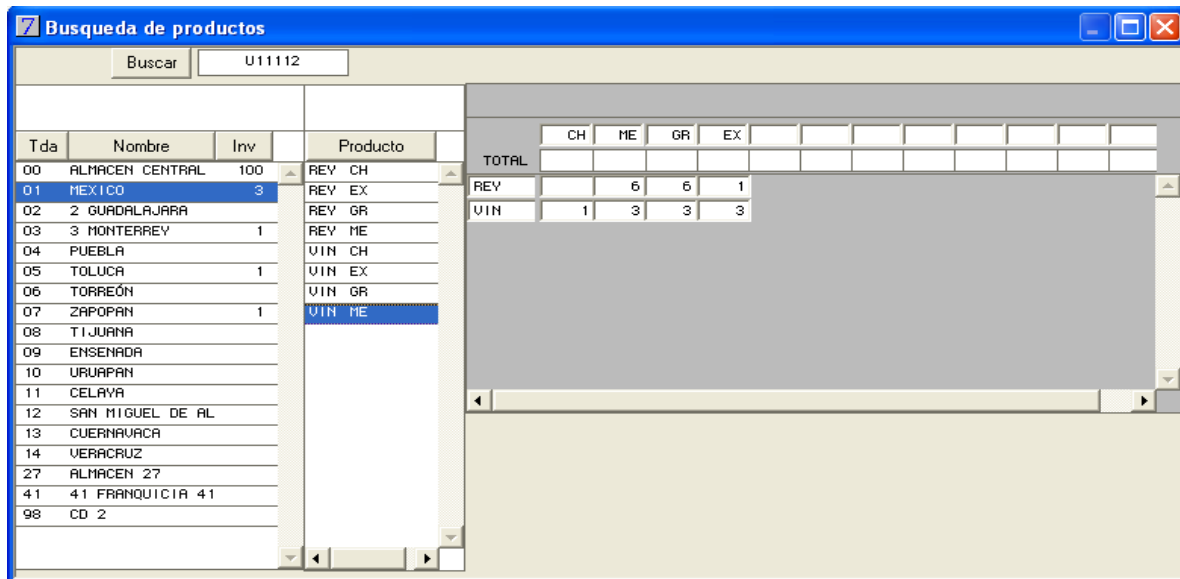 7 Busqueda de productos
Buscar U11112
Tda Nombre Inv
00 ALMACEN CENTRAL 100
01 MEXICO 3
02 2 GUADALAJARA
03 3 MONTERREY 1
04 PUEBLA
05 TOLUCA 1
06 TORREÓN
07 ZAPOPAN 1
08 TIJUANA
09 ENSENADA
10 URUAPAN
11 CELAYA
12 SAN MIGUEL DE AL
13 CUERNAVACA
14 VERACRUZ
27 ALMACEN 27
41 41 FRANQUICIA 41
98 CD 2
Producto
REY CH
REY EX
REY GR
REY ME
VIN CH
VIN EX
VIN GR
VIN ME
CH ME GR EX
TOTAL
REY 6 6 1
VIN 1 3 3 3